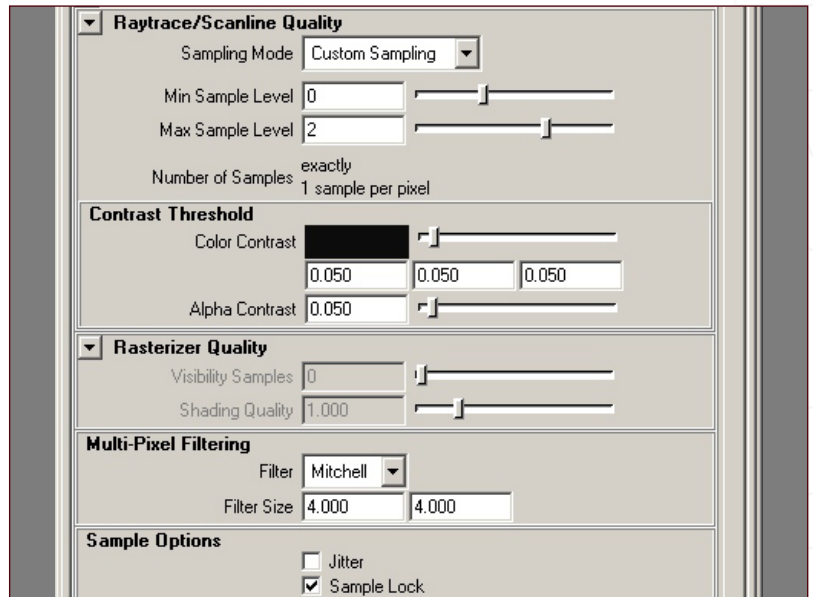 Raytrace/Scanline Quality
Sampling Mode Custom Sampling
Min Sample Level 0
Max Sample Level 2
Number of Samples exactly
1 sample per pixel
Contrast Threshold
Color Contrast
0.050 0.050 0.050
Alpha Contrast 0.050
Rasterizer Quality
Visibility Samples 0
Shading Quality 1.000
Multi-Pixel Filtering
Filter Mitchell
Filter Size 4.000 4.000
Sample Options
Jitter
Sample Lock